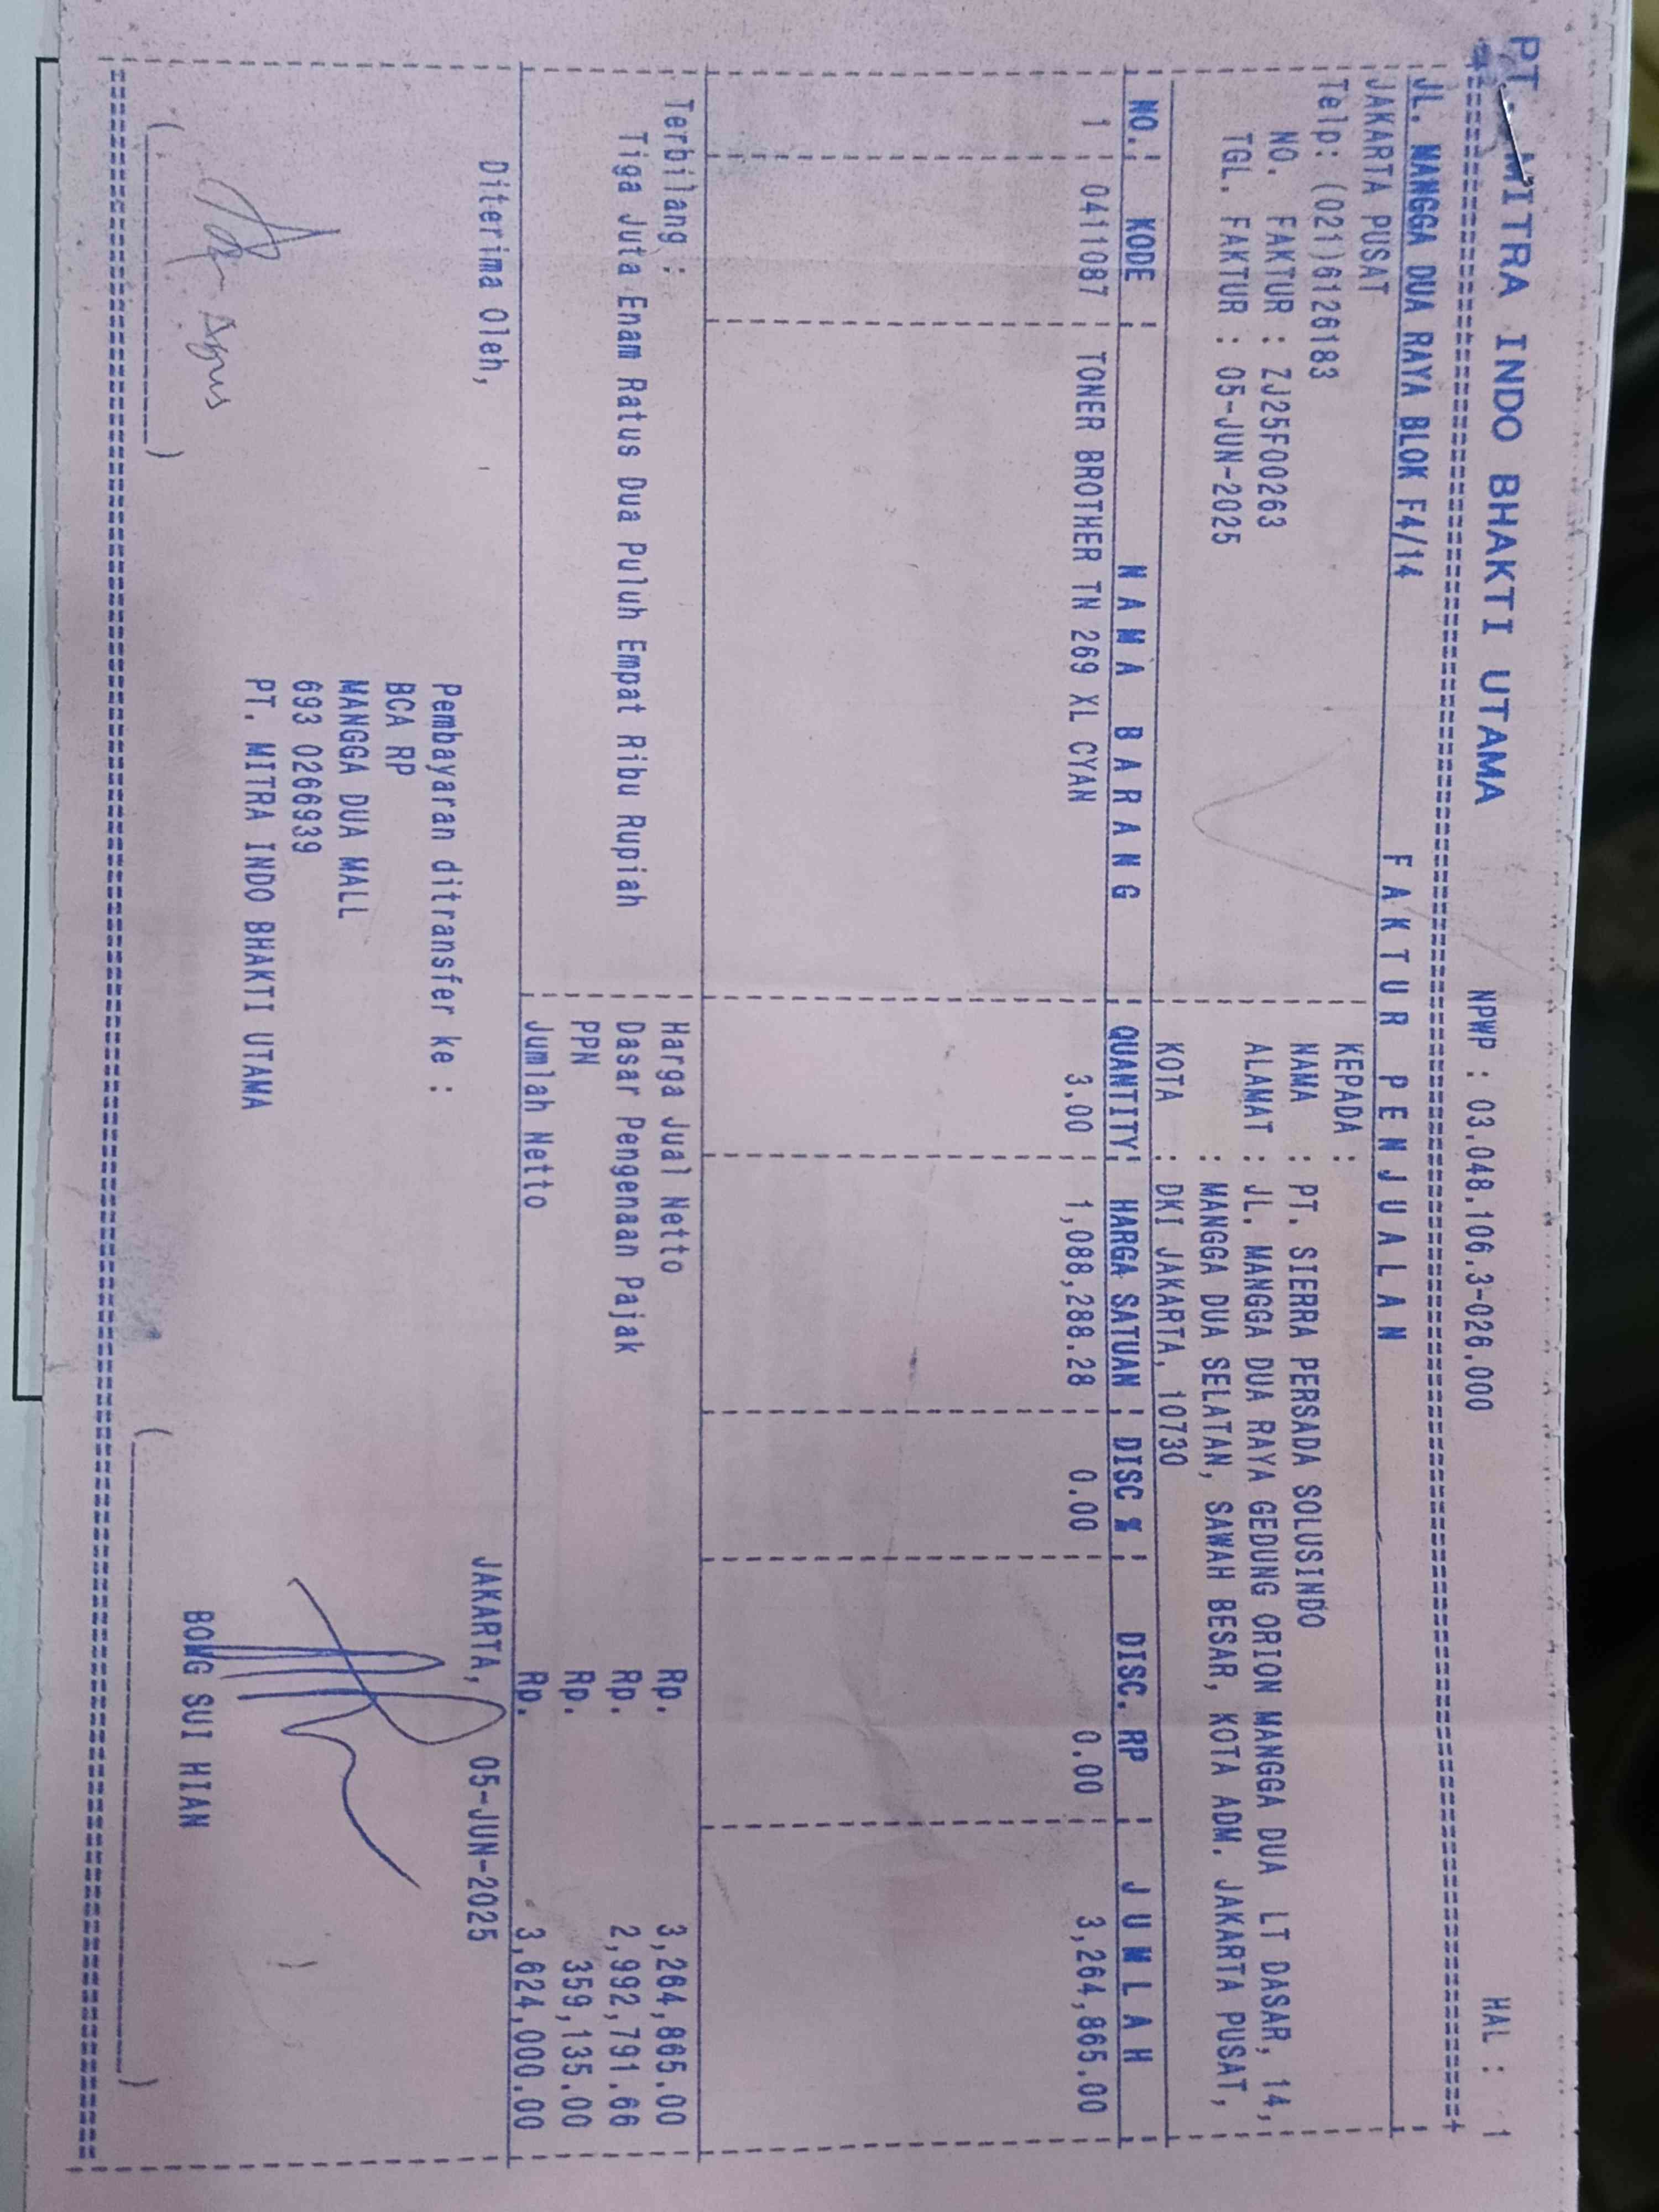 PT. MITRA INDO BHAKTI UTAMA NPWP : 03.048.106.3-026.000 HAL : 1
JL. MANGGA DUA RAYA BLOK F4/14 F A K T U R P E N J U A L A N
JAKARTA PUSAT
Telp: (021)6126183
NO. FAKTUR : ZJ25F00263
TGL. FAKTUR : 05-JUN-2025
KEPADA :
NAMA : PT. SIERRA PERSADA SOLUSINDO
ALAMAT : JL. MANGGA DUA RAYA GEDUNG ORION MANGGA DUA LT DASAR, 14,
: MANGGA DUA SELATAN, SAWAH BESAR, KOTA ADM. JAKARTA PUSAT,
KOTA : DKI JAKARTA, 10730
NO. KODE N A M A B A R A N G QUANTITY HARGA SATUAN DISC % DISC. RP J U M L A H
1 0411087 TONER BROTHER TN 269 XL CYAN 3.00 1,088,288.28 0.00 0.00 3,264,865.00
Terbilang :
Tiga Juta Enam Ratus Dua Puluh Empat Ribu Rupiah
Harga Jual Netto Rp. 3,264,865.00
Dasar Pengenaan Pajak Rp. 2,992,791.66
PPN Rp. 359,135.00
Jumlah Netto Rp. 3,624,000.00
Diterima Oleh,
JAKARTA, 05-JUN-2025
Pembayaran ditransfer ke :
BCA RP
MANGGA DUA MALL
693 0266939
PT. MITRA INDO BHAKTI UTAMA
Agus
BONG SUI HIAN